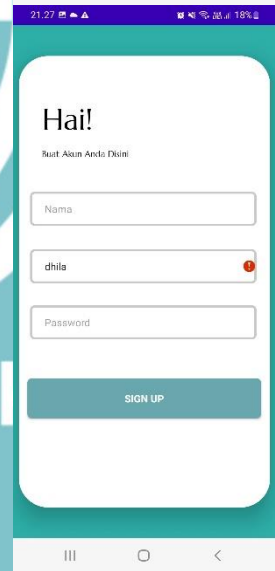 21.27
18%
Hai!
Buat Akun Anda Disini
Nama
dhila
Password
SIGN UP